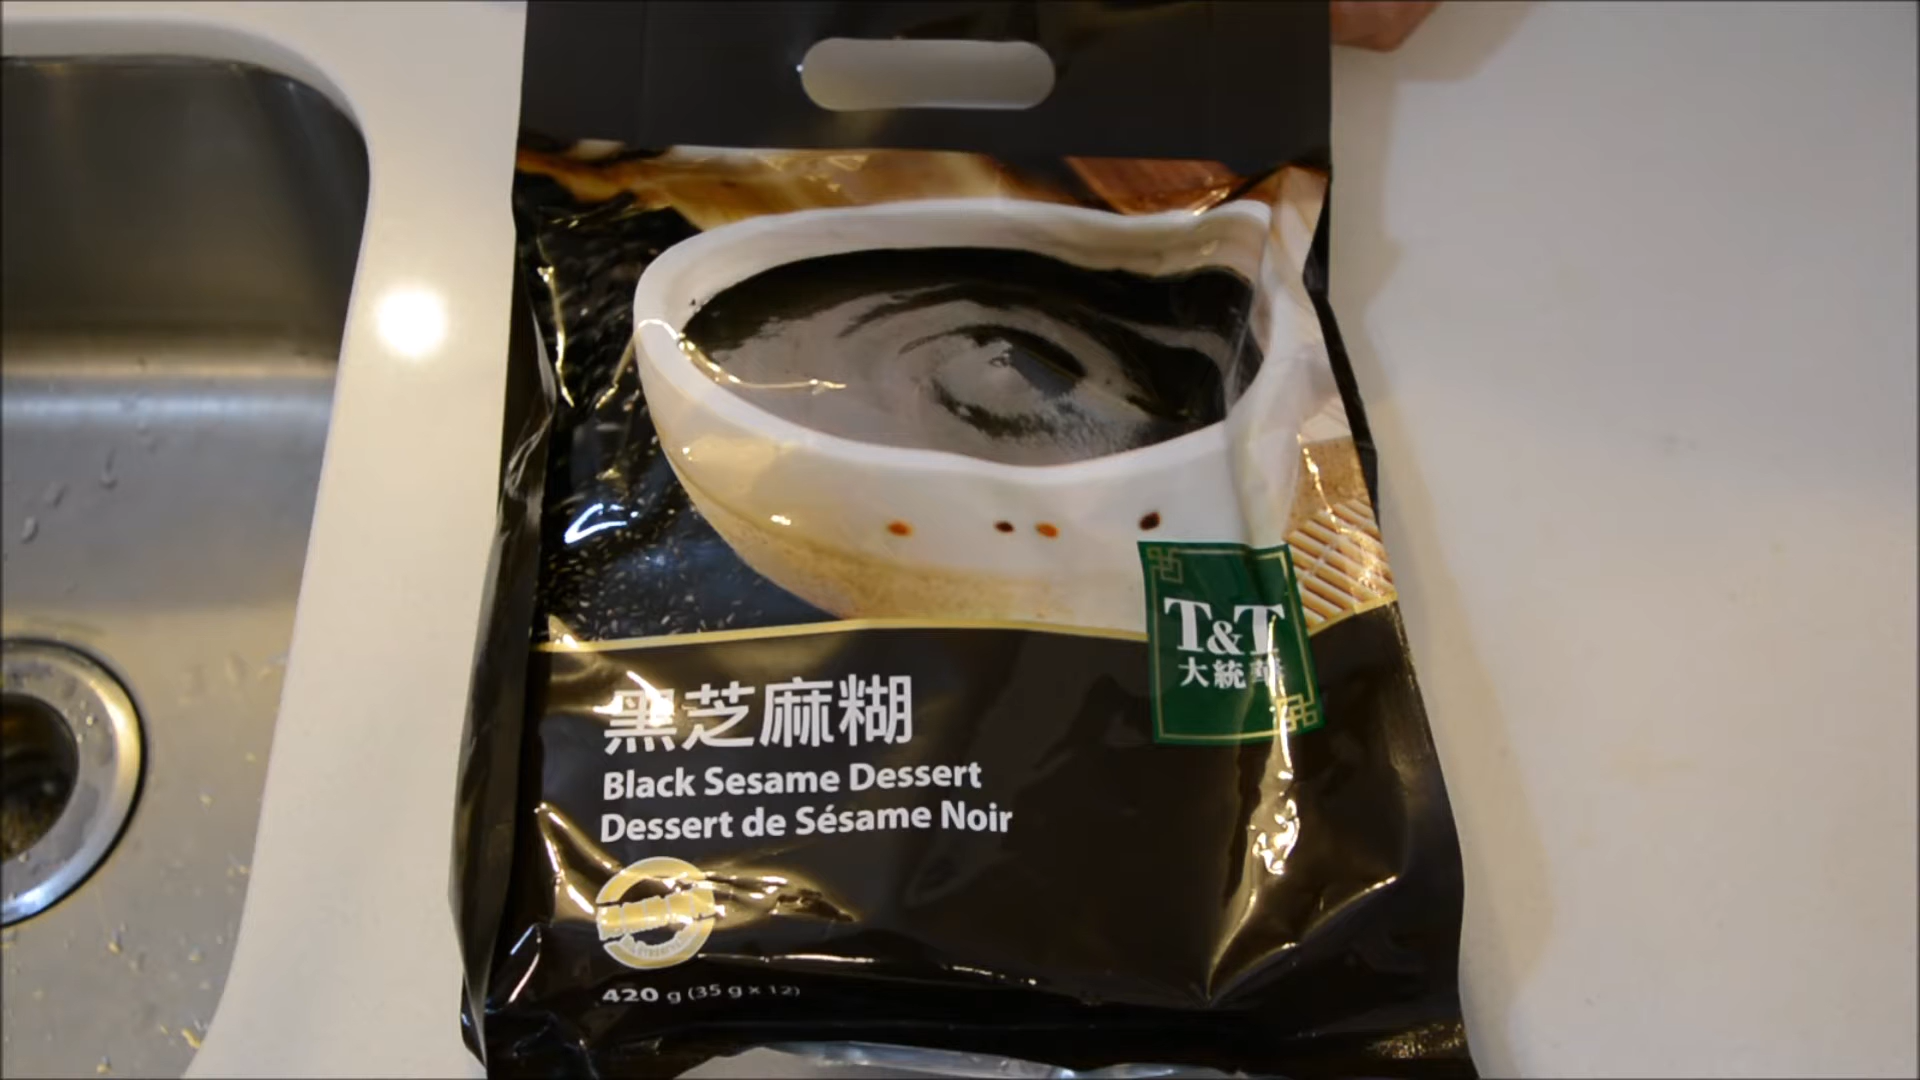 T&T
大統華
黑芝麻糊
Black Sesame Dessert
Dessert de Sésame Noir
420 g (35 g x 12)